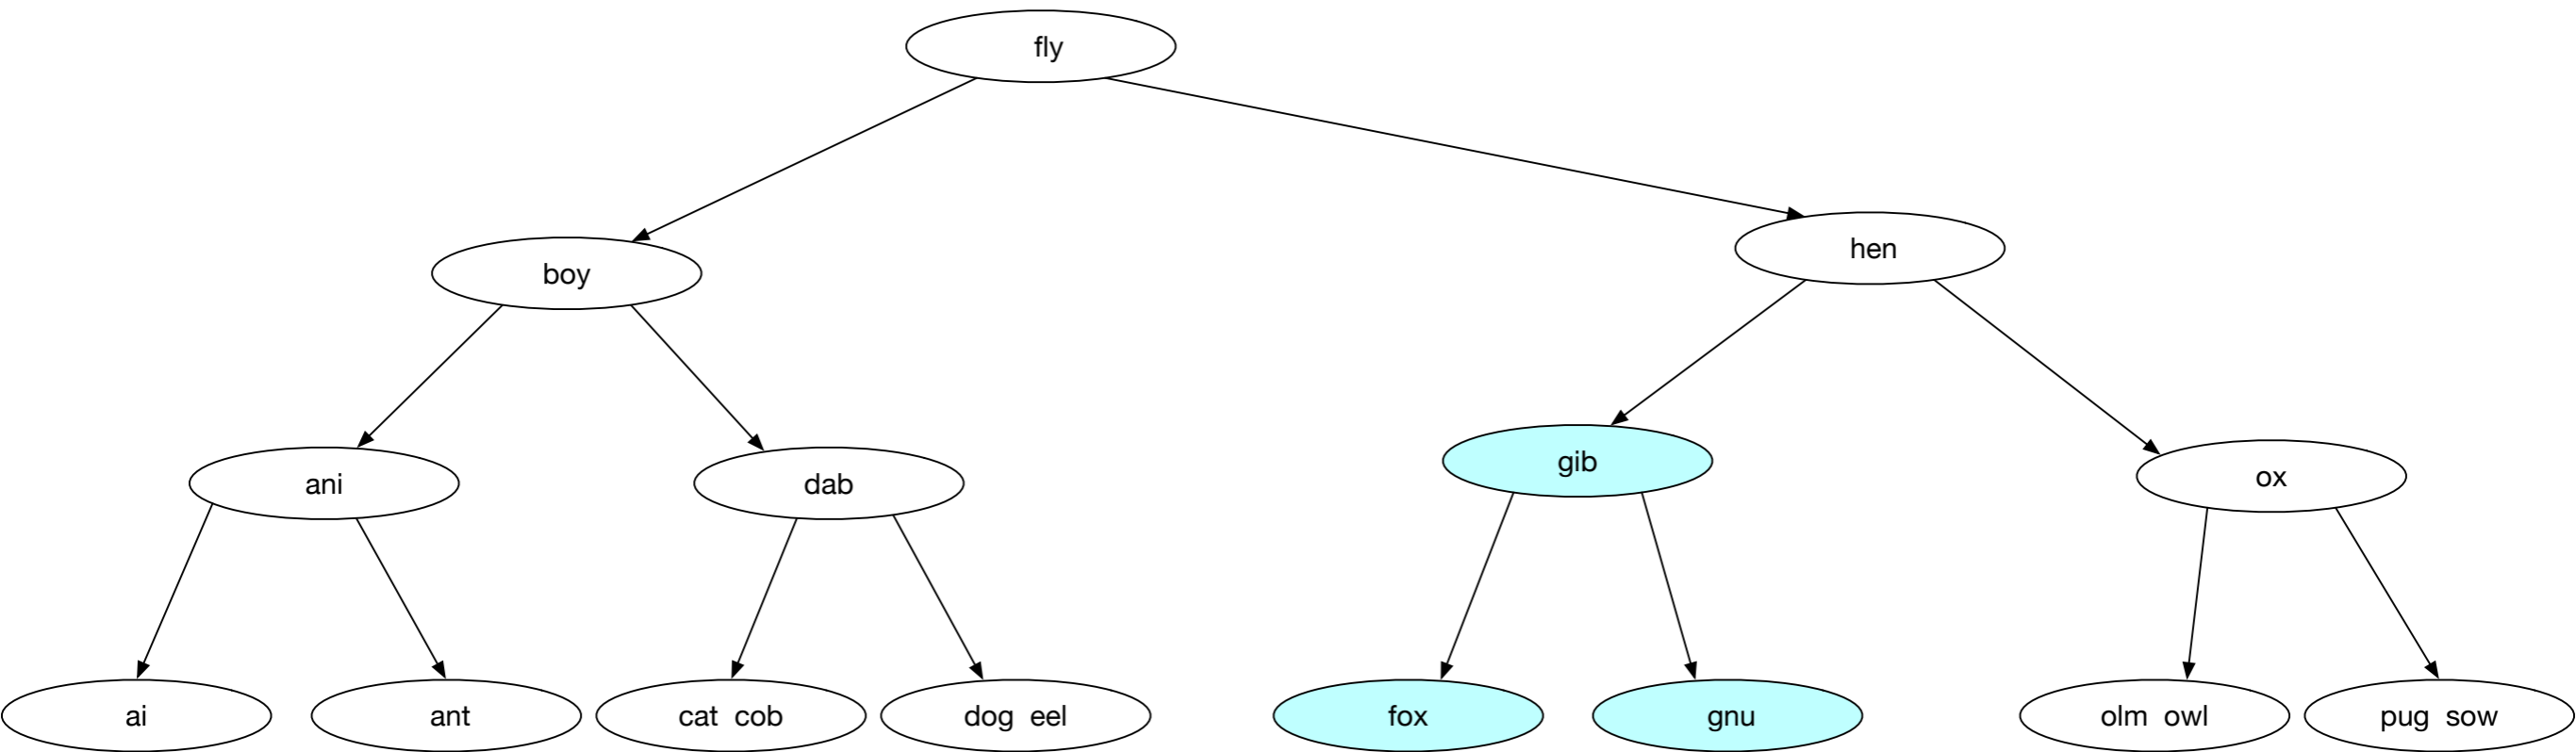 fly
boy
hen
ani
dab
gib
ox
ai
ant
cat cob
dog eel
fox
gnu
olm owl
pug sow